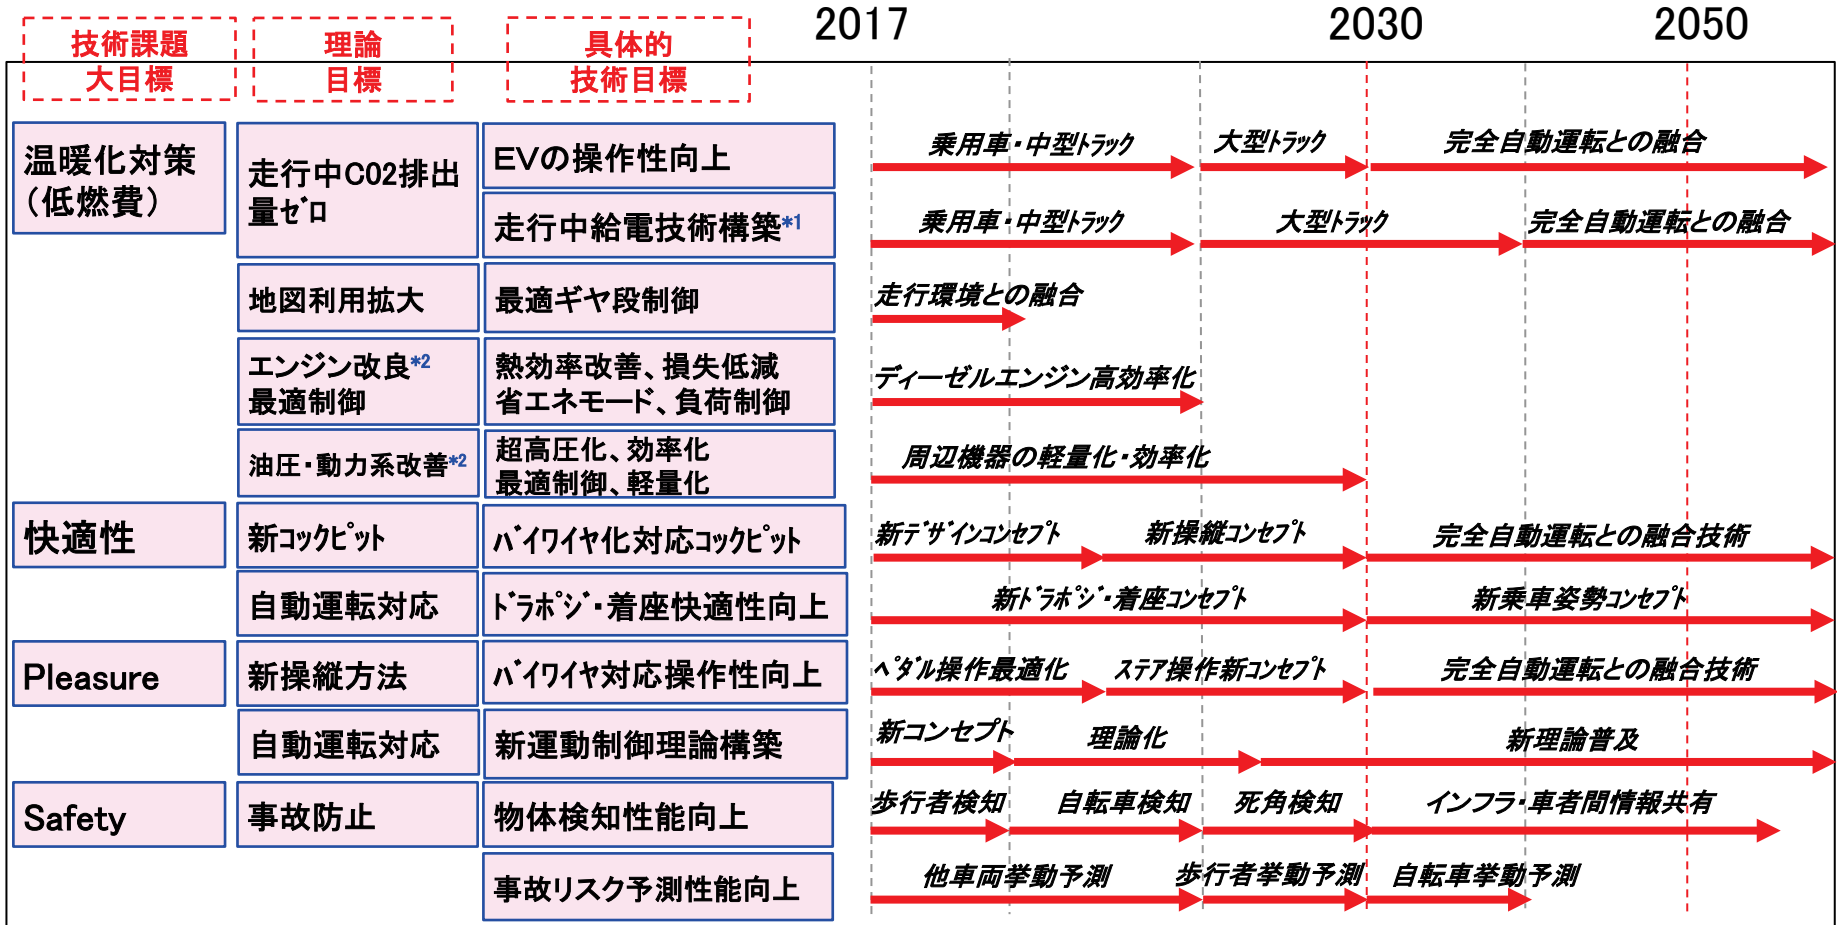 2017
2030
2050
技術課題
大目標
理論
目標
具体的
技術目標
温暖化対策
（低燃費）
走行中CO2排出
量ｾﾞﾛ
EVの操作性向上
乗用車・中型ﾄﾗｯｸ
大型ﾄﾗｯｸ
完全自動運転との融合
走行中給電技術構築*1
乗用車・中型ﾄﾗｯｸ
大型ﾄﾗｯｸ
完全自動運転との融合
地図利用拡大
最適ギヤ段制御
走行環境との融合
エンジン改良*2
最適制御
熱効率改善、損失低減
省エネモード、負荷制御
ディーゼルエンジン高効率化
油圧・動力系改善*2
超高圧化、効率化
最適制御、軽量化
周辺機器の軽量化・効率化
快適性
新ｺｯｸﾋﾟｯﾄ
ﾊﾞｲﾜｲﾔ化対応ｺｯｸﾋﾟｯﾄ
新ﾃﾞｻﾞｲﾝｺﾝｾﾌﾟﾄ
新操縦ｺﾝｾﾌﾟﾄ
完全自動運転との融合技術
自動運転対応
ﾄﾞﾗﾎﾟｼﾞ・着座快適性向上
新ﾄﾞﾗﾎﾟｼﾞ・着座ｺﾝｾﾌﾟﾄ
新乗車姿勢ｺﾝｾﾌﾟﾄ
Pleasure
新操縦方法
ﾊﾞｲﾜｲﾔ対応操作性向上
ﾍﾟﾀﾞﾙ操作最適化
ｽﾃｱ操作新ｺﾝｾﾌﾟﾄ
完全自動運転との融合技術
自動運転対応
新運動制御理論構築
新コンセプト
理論化
新理論普及
Safety
事故防止
物体検知性能向上
歩行者検知
自転車検知
死角検知
インフラ・車者間情報共有
事故リスク予測性能向上
他車両挙動予測
歩行者挙動予測
自転車挙動予測